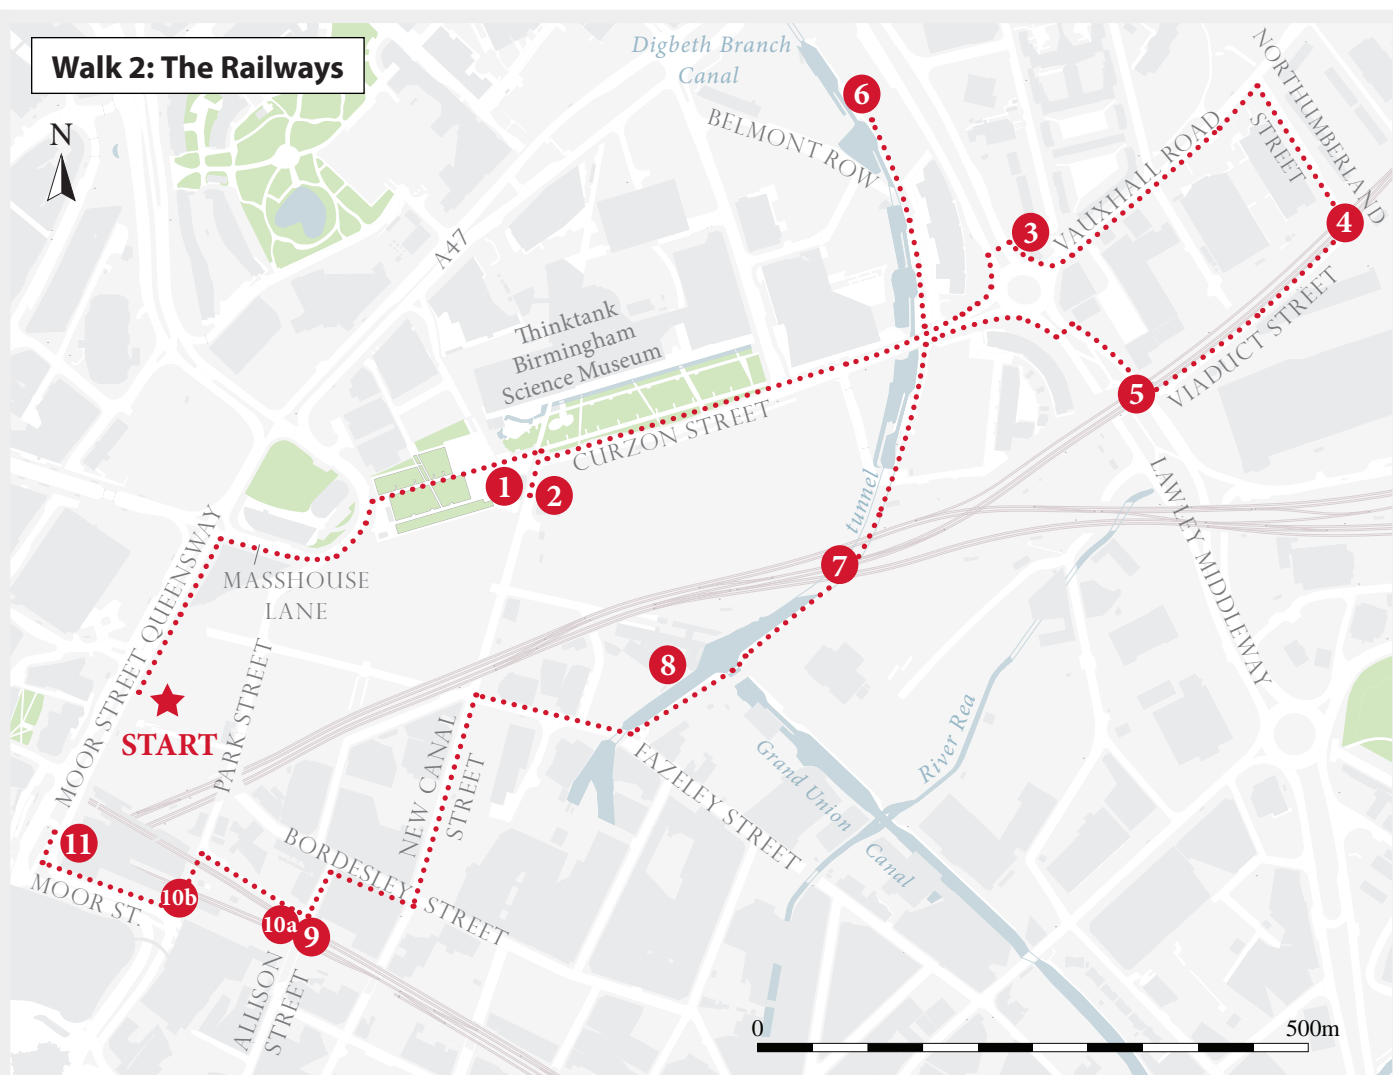 Walk 2: The Railways
N
Digbeth Branch
Canal
6
BELMONT ROW
NORTHUMBERLAND
STREET
VAUXHALL ROAD
3
4
A47
Thinktank
Birmingham
Science Museum
VIADUCT STREET
5
CURZON STREET
1
2
tunnel
LAWLEY MIDDLEWAY
MOOR STREET QUEENSWAY
MASSHOUSE
LANE
7
8
START
PARK STREET
River Rea
NEW CANAL
STREET
FAZELEY STREET
Grand Union
Canal
11
BORDESLEY
STREET
MOOR ST.
10b
10a
9
ALLISON
STREET
0
500m